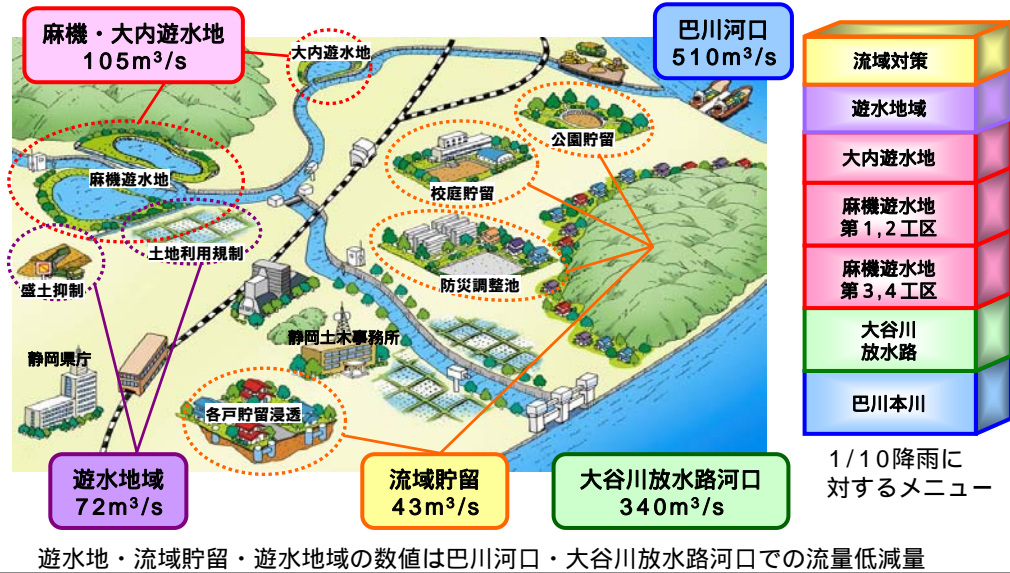 麻機・大内遊水地
105m³/s
大内遊水地
巴川河口
510m³/s
公園貯留
校庭貯留
麻機遊水地
土地利用規制
盛土抑制
防災調整池
静岡県庁
静岡土木事務所
各戸貯留浸透
遊水地域
72m³/s
流域貯留
43m³/s
大谷川放水路河口
340m³/s
流域対策
遊水地域
大内遊水地
麻機遊水地
第1,2工区
麻機遊水地
第3,4工区
大谷川
放水路
巴川本川
1/10降雨に
対するメニュー
遊水地・流域貯留・遊水地域の数値は巴川河口・大谷川放水路河口での流量低減量